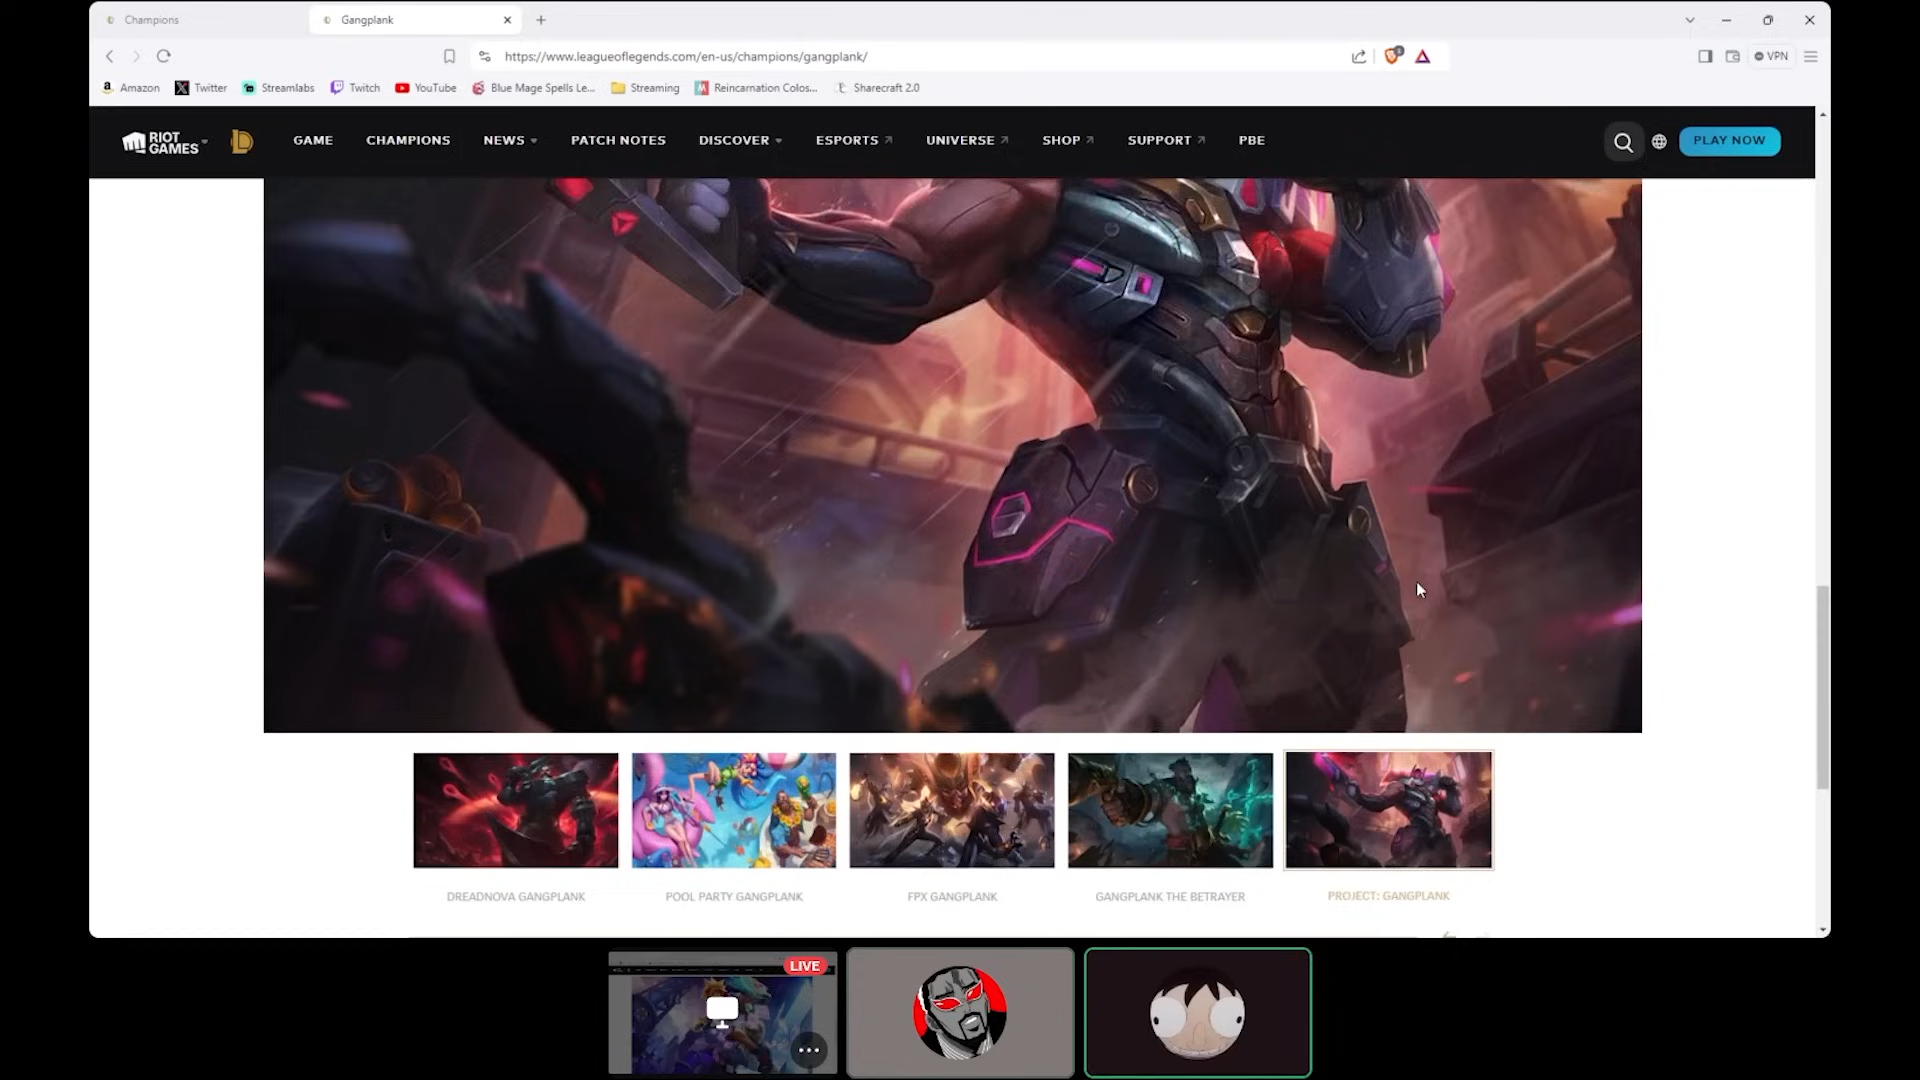 Champions
Gangplank
https://www.leagueoflegends.com/en-us/champions/gangplank/
VPN
Amazon
Twitter
Streamlabs
Twitch
YouTube
Blue Mage Spells Le...
Streaming
Reincarnation Colos...
Sharecraft 2.0
RIOT
GAMES
GAME
CHAMPIONS
NEWS
PATCH NOTES
DISCOVER
ESPORTS
UNIVERSE
SHOP
SUPPORT
PBE
PLAY NOW
DREADNOVA GANGPLANK
POOL PARTY GANGPLANK
FPX GANGPLANK
GANGPLANK THE BETRAYER
PROJECT: GANGPLANK
LIVE